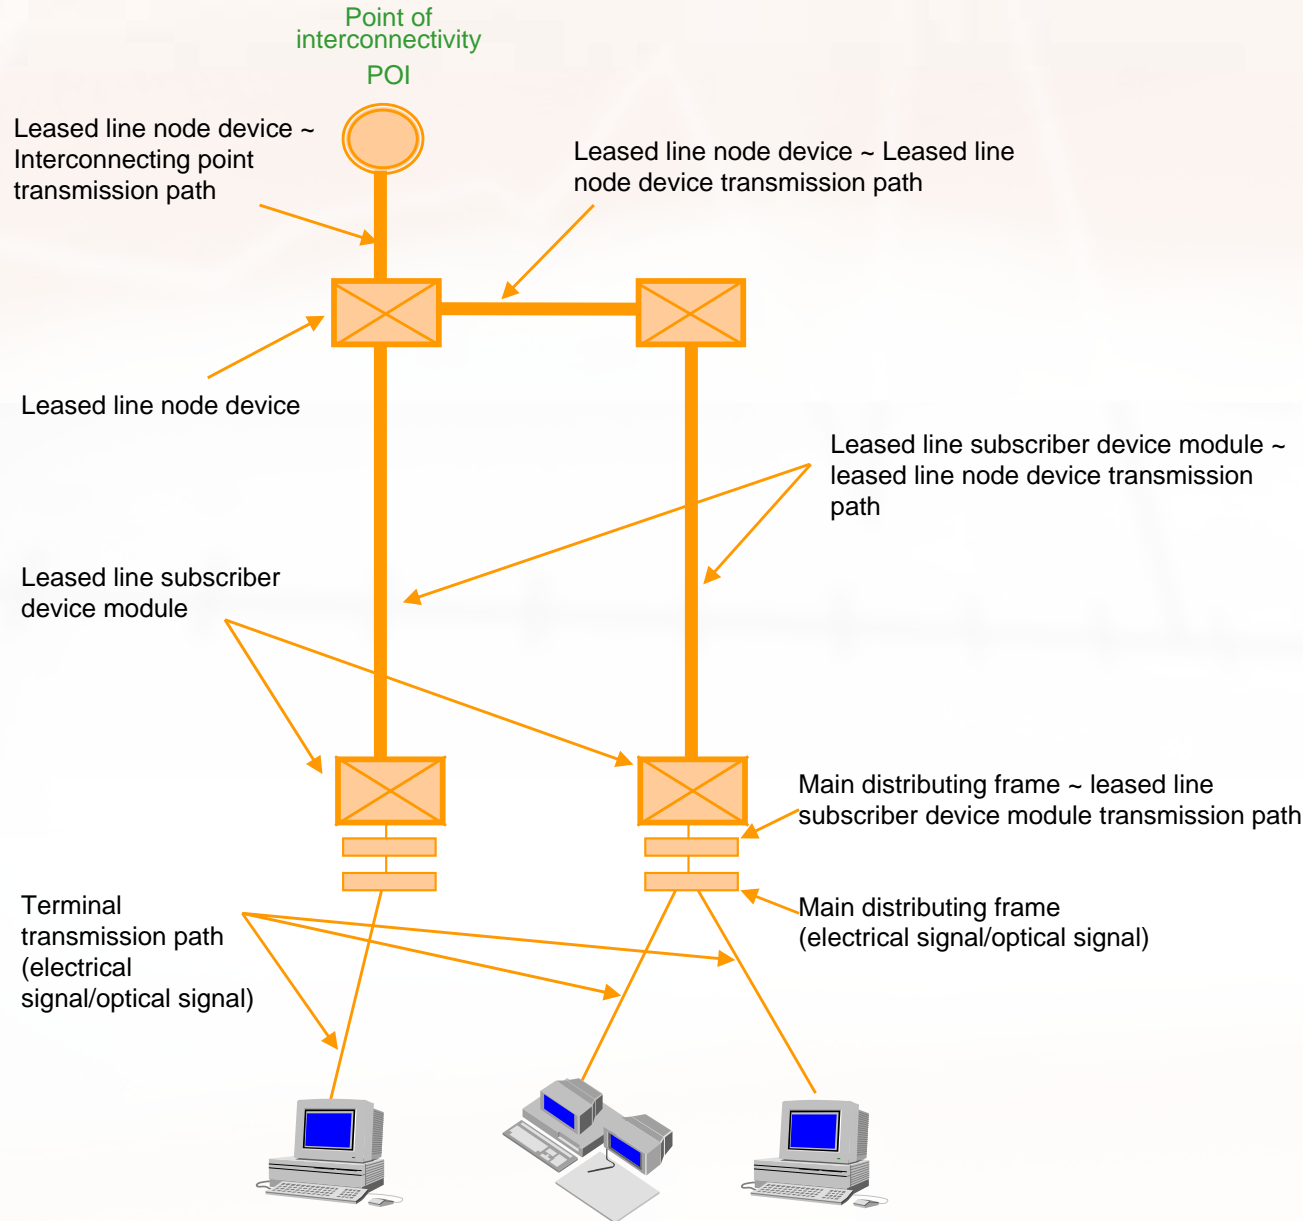 Point of
interconnectivity
POI
Leased line node device ~
Interconnecting point
transmission path
Leased line node device ~ Leased line
node device transmission path
Leased line node device
Leased line subscriber device module ~
leased line node device transmission
path
Leased line subscriber
device module
Main distributing frame ~ leased line
subscriber device module transmission path
Terminal
transmission path
(electrical
signal/optical signal)
Main distributing frame
(electrical signal/optical signal)